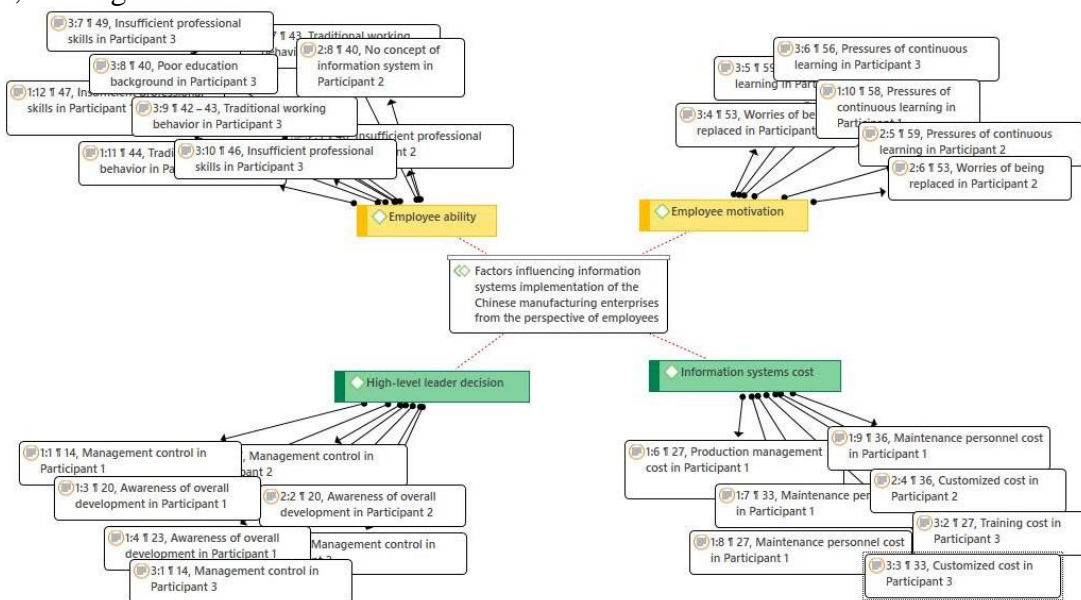 3:7 ¶ 49, Insufficient professional
skills in Participant 3
¶ 43, Traditional working
2:8 ¶ 40, No concept of
information system in
Participant 2
3:8 ¶ 40, Poor education
background in Participant 3
1:12 ¶ 47,
skills in Participant
3:9 ¶ 42 – 43, Traditional working
behavior in Participant 3
professional
1:11 ¶ 44,
behavior in
3:10 ¶ 46, Insufficient professional
skills in Participant 3
3:6 ¶ 56, Pressures of continuous
learning in Participant 3
3:5 ¶ 59
learning in
1:10 ¶ 58, Pressures of
continuous learning in
3:4 ¶ 53, Worries of
replaced in Participant
2:5 ¶ 59, Pressures of continuous
learning in Participant 2
2:6 ¶ 53, Worries of being
replaced in Participant 2
Employee ability
Employee motivation
Factors influencing information
systems implementation of the
Chinese manufacturing enterprises
from the perspective of employees
High-level leader decision
Information systems cost
1:1 ¶ 14, Management control in
Participant 1
Management control in
2
1:3 ¶ 20, Awareness of overall
development in Participant 1
2:2 ¶ 20, Awareness of overall
development in Participant 2
1:4 ¶ 23, Awareness of overall
development in Participant 1
Management control in
3:1 ¶ 14, Management control in
Participant 3
1:6 ¶ 27, Production management
cost in Participant 1
1:9 ¶ 36, Maintenance personnel cost
in Participant 1
1:7 ¶ 33, Maintenance
in Participant 1
2:4 ¶ 36, Customized cost in
Participant 2
1:8 ¶ 27, Maintenance personnel cost
in Participant 1
3:2 ¶ 27, Training cost in
Participant 3
3:3 ¶ 33, Customized cost in
Participant 3